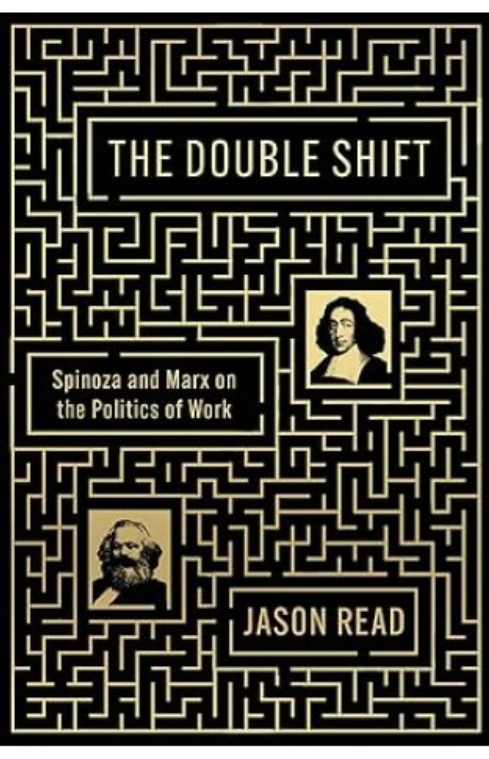 THE DOUBLE SHIFT
Spinoza and Marx on
the Politics of Work
JASON READ